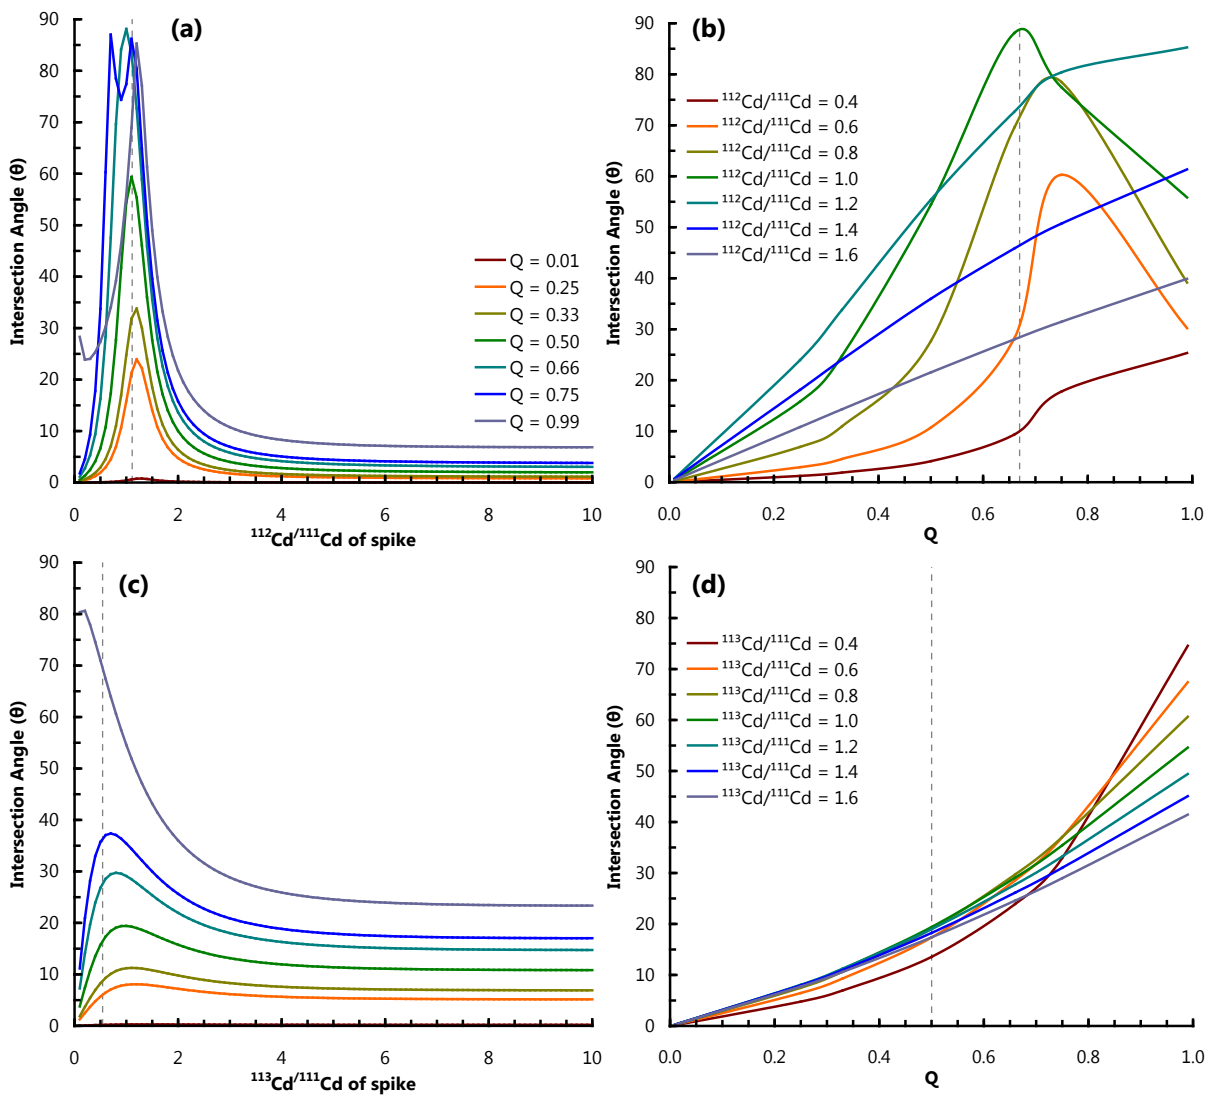 (a)
90
80
70
60
50
40
30
20
10
0
Intersection Angle (θ)
Q = 0.01
Q = 0.25
Q = 0.33
Q = 0.50
Q = 0.66
Q = 0.75
Q = 0.99
0 2 4 6 8 10
¹¹²Cd/¹¹¹Cd of spike
(b)
90
80
70
60
50
40
30
20
10
0
Intersection Angle (θ)
¹¹²Cd/¹¹¹Cd = 0.4
¹¹²Cd/¹¹¹Cd = 0.6
¹¹²Cd/¹¹¹Cd = 0.8
¹¹²Cd/¹¹¹Cd = 1.0
¹¹²Cd/¹¹¹Cd = 1.2
¹¹²Cd/¹¹¹Cd = 1.4
¹¹²Cd/¹¹¹Cd = 1.6
0.0 0.2 0.4 0.6 0.8 1.0
Q
(c)
90
80
70
60
50
40
30
20
10
0
Intersection Angle (θ)
0 2 4 6 8 10
¹¹³Cd/¹¹¹Cd of spike
(d)
90
80
70
60
50
40
30
20
10
0
Intersection Angle (θ)
¹¹³Cd/¹¹¹Cd = 0.4
¹¹³Cd/¹¹¹Cd = 0.6
¹¹³Cd/¹¹¹Cd = 0.8
¹¹³Cd/¹¹¹Cd = 1.0
¹¹³Cd/¹¹¹Cd = 1.2
¹¹³Cd/¹¹¹Cd = 1.4
¹¹³Cd/¹¹¹Cd = 1.6
0.0 0.2 0.4 0.6 0.8 1.0
Q